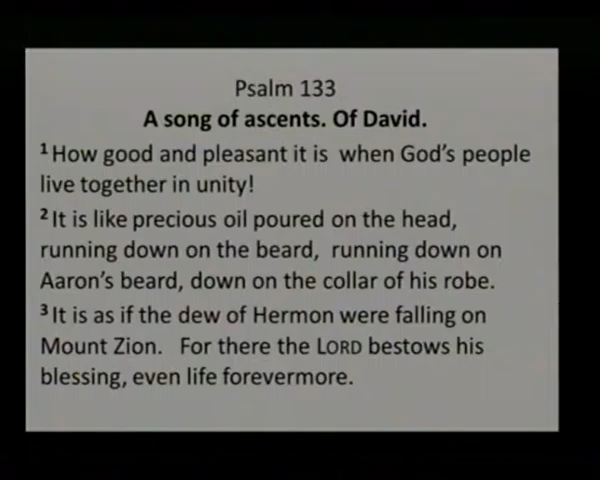 Psalm 133
A song of ascents. Of David.
¹How good and pleasant it is when God's people
live together in unity!
²It is like precious oil poured on the head,
running down on the beard, running down on
Aaron's beard, down on the collar of his robe.
³It is as if the dew of Hermon were falling on
Mount Zion. For there the LORD bestows his
blessing, even life forevermore.